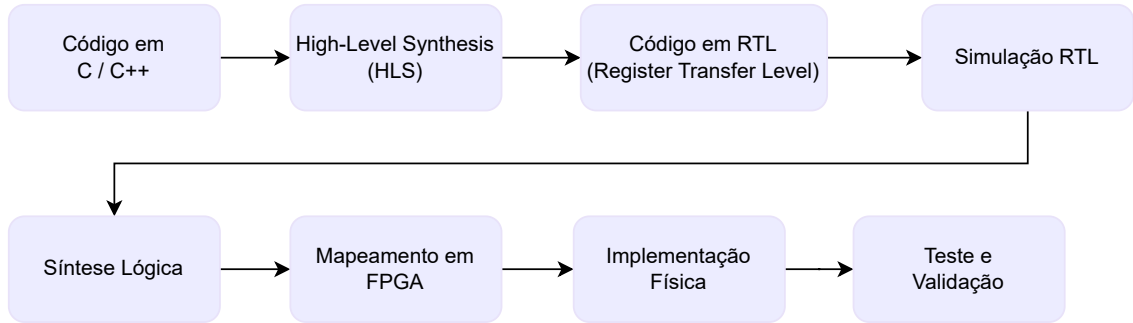 Código em
C / C++
High-Level Synthesis
(HLS)
Código em RTL
(Register Transfer Level)
Simulação RTL
Síntese Lógica
Mapeamento em
FPGA
Implementação
Física
Teste e
Validação